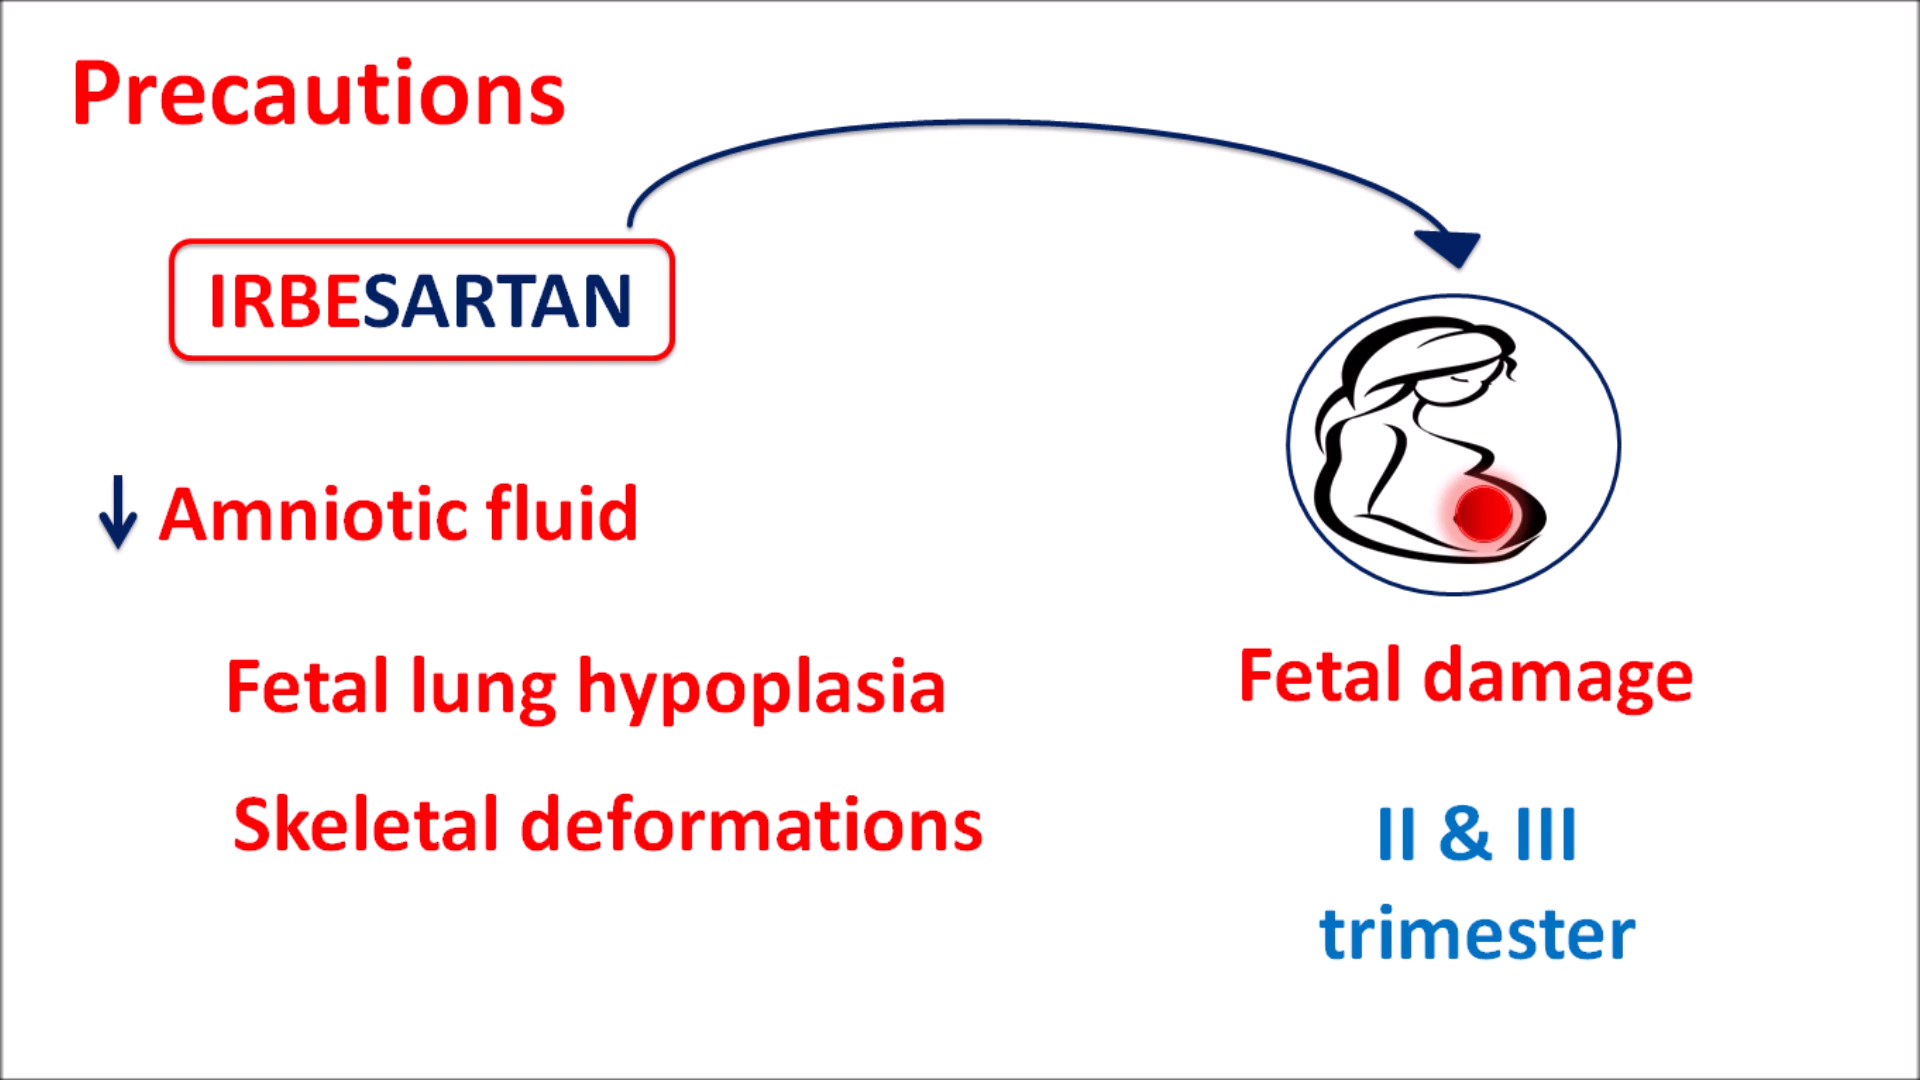 Precautions
IRBESARTAN
↓ Amniotic fluid
Fetal lung hypoplasia
Skeletal deformations
Fetal damage
II & III
trimester